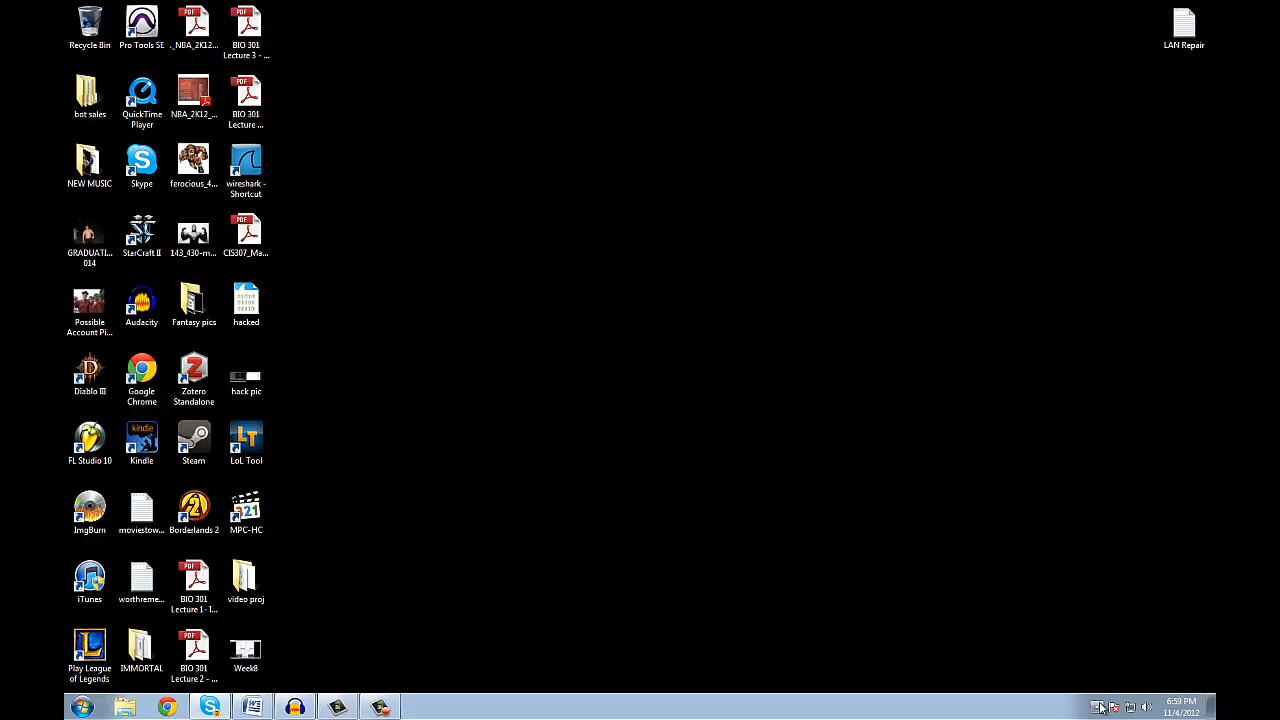 Recycle Bin
Pro Tools SE
._NBA_2K12...
BIO 301
Lecture 3 - ...
LAN Repair
bot sales
QuickTime
Player
NBA_2K12_...
BIO 301
Lecture ...
NEW MUSIC
Skype
ferocious_4...
wireshark -
Shortcut
GRADUATI...
014
StarCraft II
143_430-m...
CIS307_Ma...
Possible
Account Pi...
Audacity
Fantasy pics
hacked
Diablo III
Google
Chrome
Zotero
Standalone
hack pic
FL Studio 10
kindle
Kindle
Steam
LoL Tool
ImgBurn
moviestow...
Borderlands 2
MPC-HC
iTunes
worthreme...
BIO 301
Lecture 1- I...
video proj
Play League
of Legends
IMMORTAL
BIO 301
Lecture 2 - ...
Week8
6:59 PM
11/4/2012